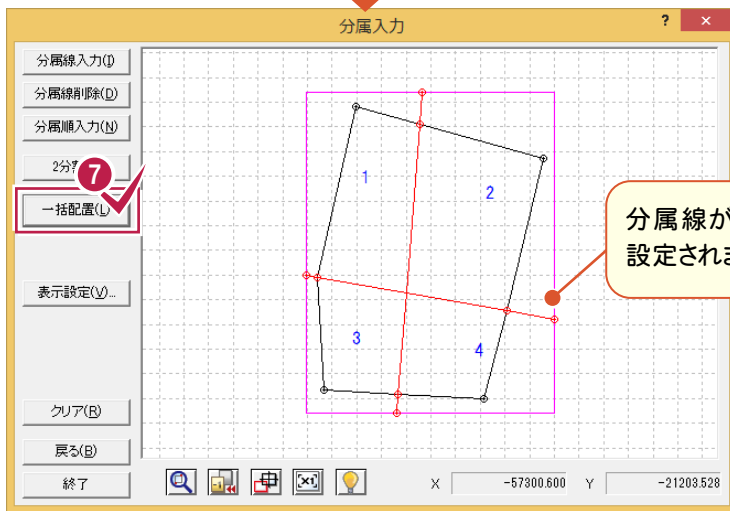 分属入力
? ×
分属線入力(I)
分属線削除(D)
分属順入力(N)
2分
7
一括配置(L)
表示設定(V)...
クリア(R)
戻る(B)
終了
1
2
3
4
分属線が
設定されま
X -57300.600 Y -21203.528